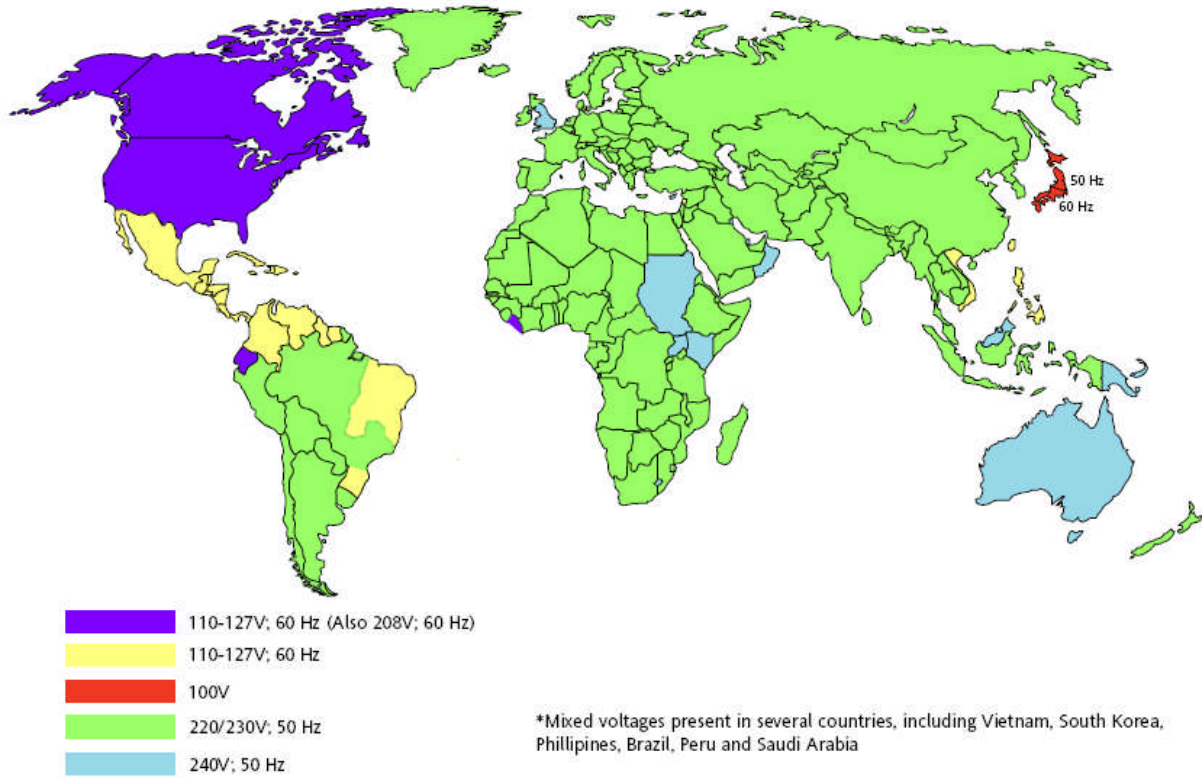 50 Hz
60 Hz
110-127V; 60 Hz (Also 208V; 60 Hz)
110-127V; 60 Hz
100V
220/230V; 50 Hz
240V; 50 Hz
*Mixed voltages present in several countries, including Vietnam, South Korea,
Phillipines, Brazil, Peru and Saudi Arabia